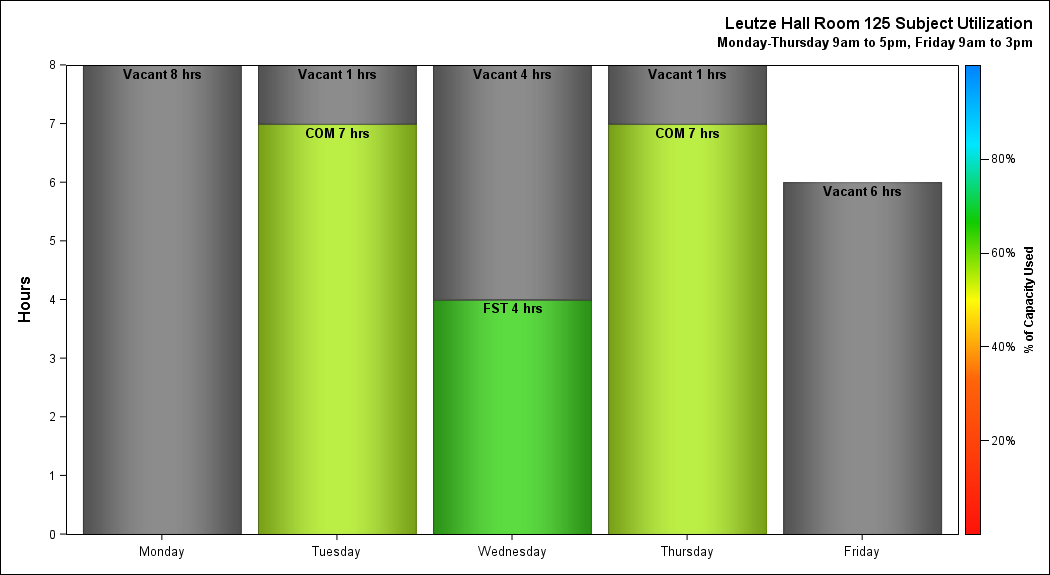 Leutze Hall Room 125 Subject Utilization
Monday-Thursday 9am to 5pm, Friday 9am to 3pm
Hours
8
7
6
5
4
3
2
1
0
Vacant 8 hrs
Vacant 1 hrs
COM 7 hrs
Vacant 4 hrs
FST 4 hrs
Vacant 1 hrs
COM 7 hrs
Vacant 6 hrs
Monday
Tuesday
Wednesday
Thursday
Friday
80%
60%
40%
20%
% of Capacity Used